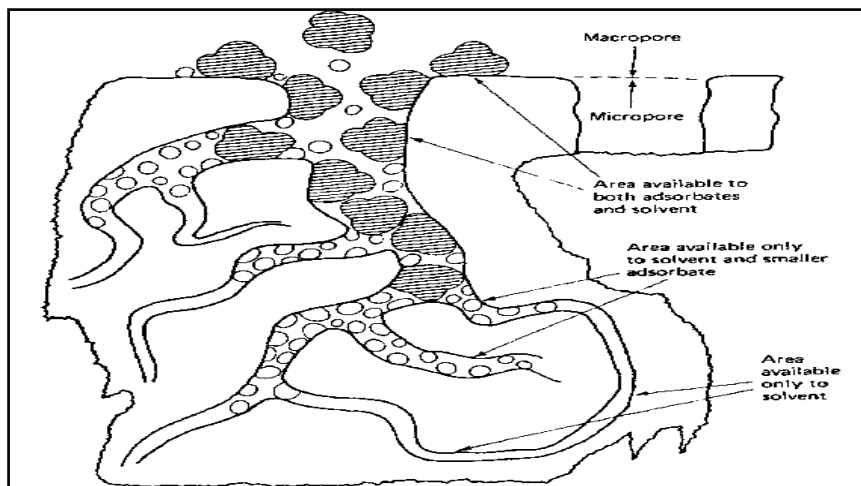 Macropore
Micropore
Area available to
both adsorbates
and solvent
Area available only
to solvent and smaller
adsorbate
Area
available
only to
solvent